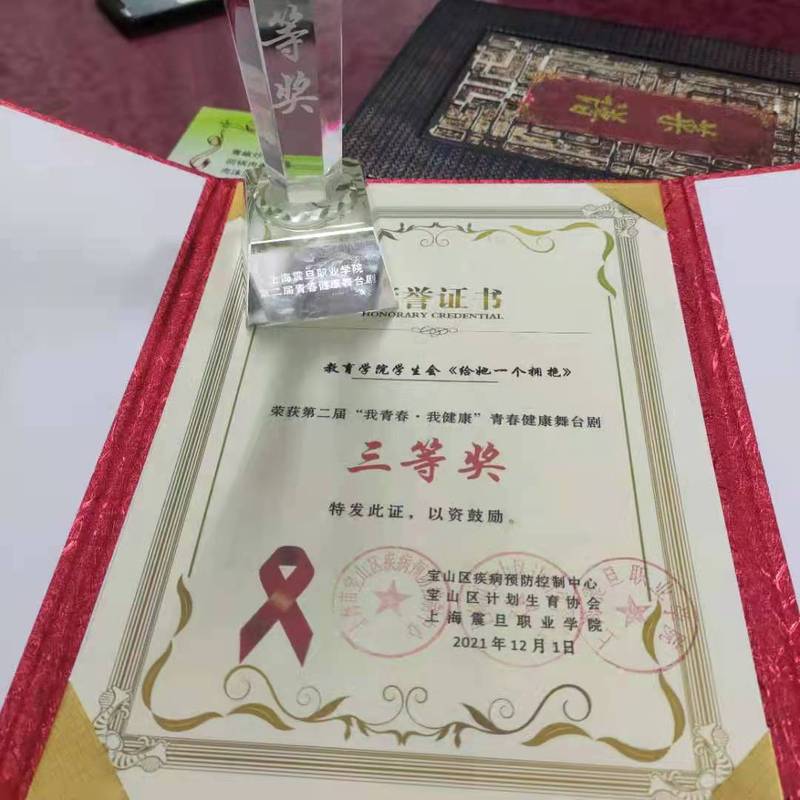 等奖
菜
上海震旦职业学院
第二届青春健康舞台剧
荣誉证书
HONORARY CREDENTIAL
教育学院学生会《给她一个拥抱》
荣获第二届“我青春·我健康”青春健康舞台剧
三等奖
特发此证，以资鼓励。
宝山区疾病预防控制中心
宝山区计划生育协会
上海震旦职业学院
2021年12月1日